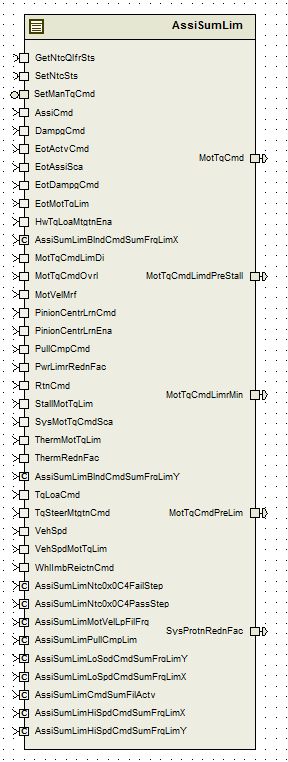 AssiSumLim
GetNtcQlfrSts
SetNtcSts
SetManTqCmd
AssiCmd
DampgCmd
EotActvCmd
MotTqCmd
EotAssiSca
EotDampgCmd
EotMotTqLim
HwTqLoaMtgtnEna
C AssiSumLimBlndCmdSumFrqLimX
MotTqCmdLimDi
MotTqCmdOvrl
MotTqCmdLimdPreStall
MotVelMrf
PinionCentrLrnCmd
PinionCentrLrnEna
PullCmpCmd
PwrLimrRednFac
RtnCmd
MotTqCmdLimrMin
StallMotTqLim
SysMotTqCmdSca
ThermMotTqLim
ThermRednFac
C AssiSumLimBlndCmdSumFrqLimY
TqLoaCmd
TqSteerMtgtnCmd
MotTqCmdPreLim
VehSpd
VehSpdMotTqLim
WhlImbRejctnCmd
C AssiSumLimNtc0x0C4FailStep
C AssiSumLimNtc0x0C4PassStep
C AssiSumLimMotVelLpFilFrq
SysProtnRednFac
C AssiSumLimPullCmpLim
C AssiSumLimLoSpdCmdSumFrqLimY
C AssiSumLimLoSpdCmdSumFrqLimX
C AssiSumLimCmdSumFilActv
C AssiSumLimHiSpdCmdSumFrqLimX
C AssiSumLimHiSpdCmdSumFrqLimY